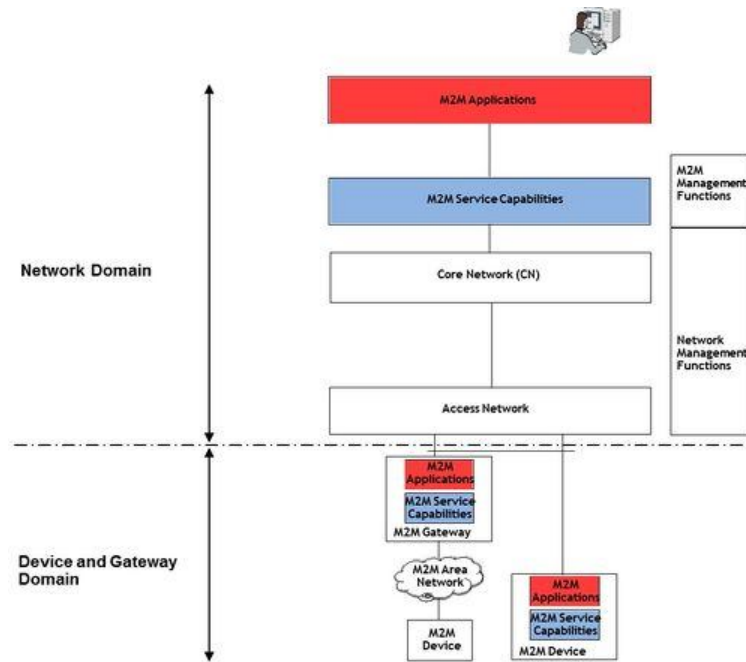 M2M Applications
M2M
Management
Functions
M2M Service Capabilities
Network Domain
Core Network (CN)
Network
Management
Functions
Access Network
M2M
Applications
M2M Service
Capabilities
M2M Gateway
Device and Gateway
Domain
M2M Area
Network
M2M
Device
M2M
Applications
M2M Service
Capabilities
M2M Device